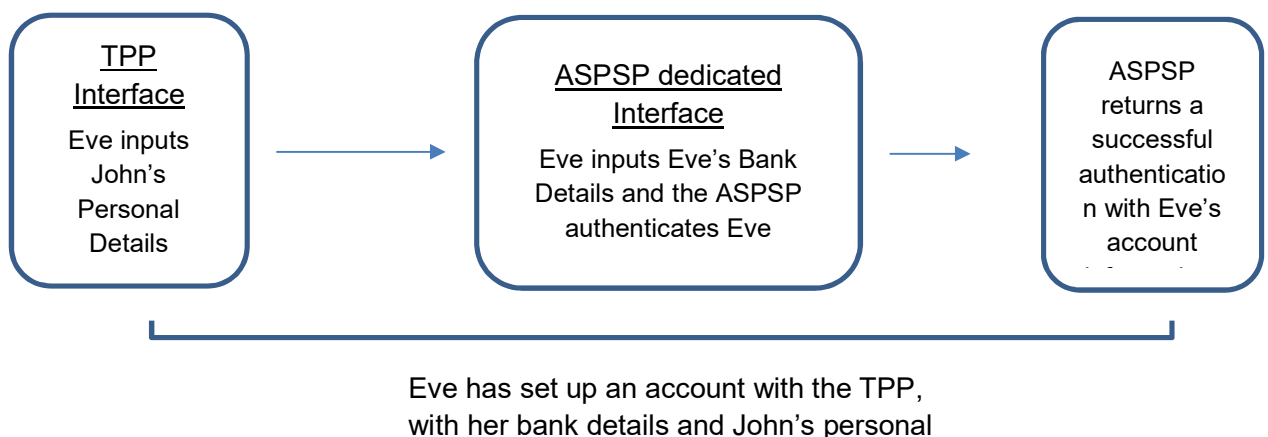 TPP
Interface
Eve inputs
John's
Personal
Details
ASPSP dedicated
Interface
Eve inputs Eve's Bank
Details and the ASPSP
authenticates Eve
ASPSP
returns a
successful
authenticatio
n with Eve's
account
Eve has set up an account with the TPP,
with her bank details and John's personal